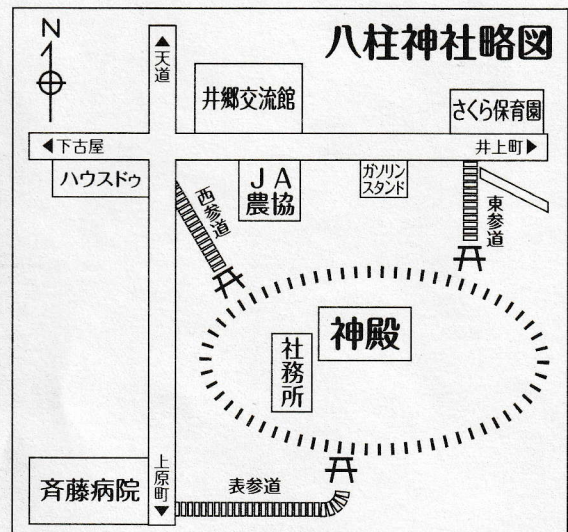 八柱神社略図
N
▲天道
井郷交流館
さくら保育園
◀下古屋
井上町▶
ハウスドゥ
JA
農協
ガソリン
スタンド
西参道
東参道
神殿
社務所
斉藤病院
上原町▼
表参道